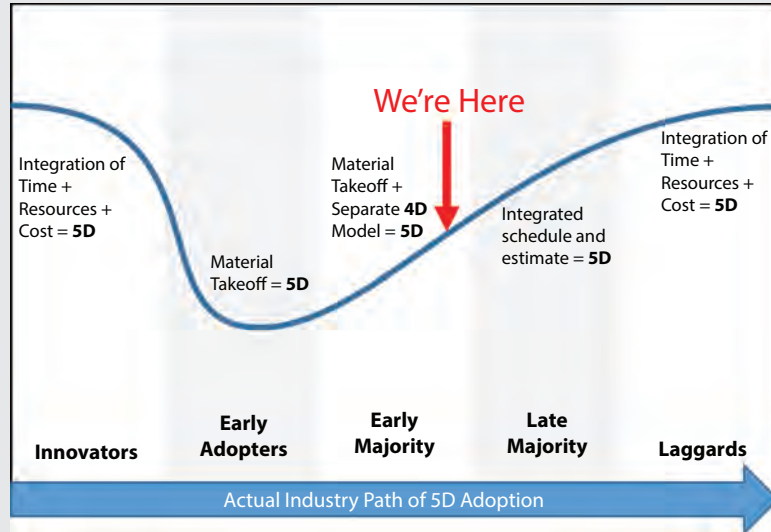 We're Here
Integration of
Time +
Resources +
Cost = 5D
Material
Takeoff = 5D
Material
Takeoff +
Separate 4D
Model = 5D
Integrated
schedule and
estimate = 5D
Integration of
Time +
Resources +
Cost = 5D
Innovators
Early
Adopters
Early
Majority
Late
Majority
Laggards
Actual Industry Path of 5D Adoption